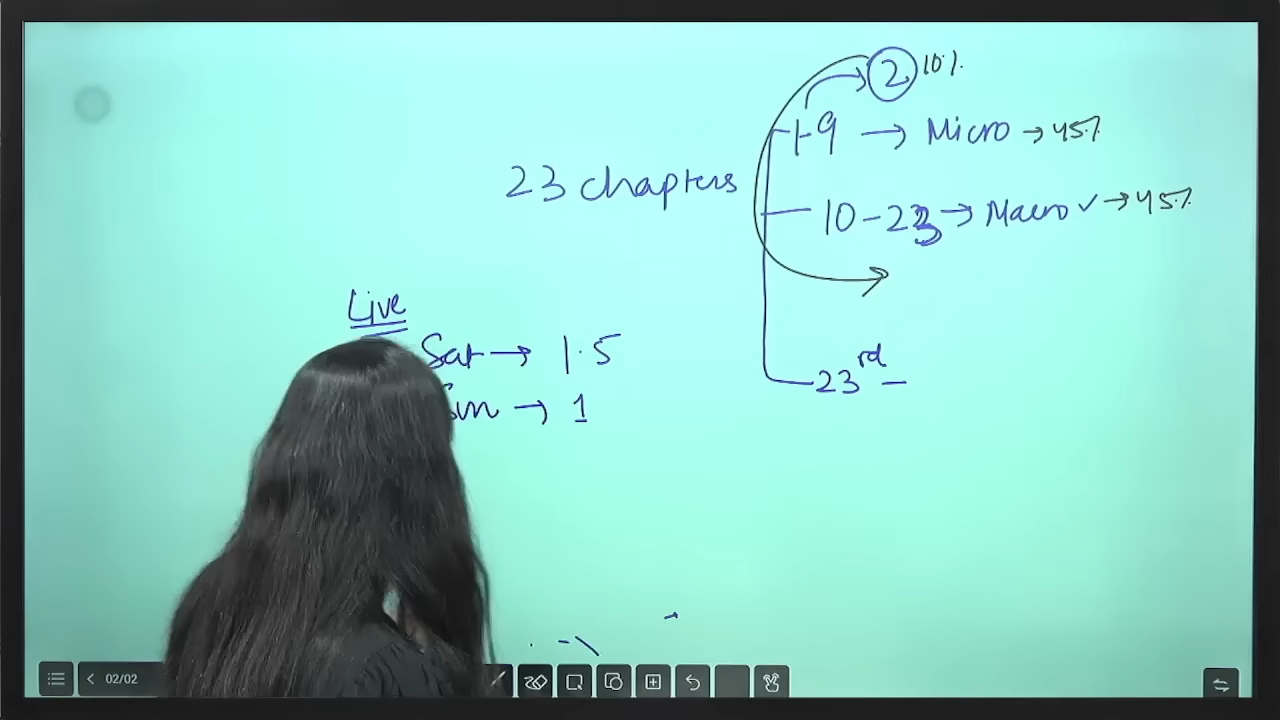 2 10%
1-9 → Micro → 45%
23 chapters
10-23 → Macro ✓ → 45%
Live
Sat → 1.5
23rd -
Sun → 1
02/02